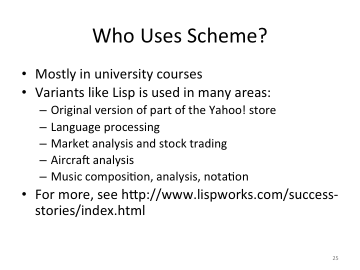 Who Uses Scheme?
• Mostly in university courses
• Variants like Lisp is used in many areas:
– Original version of part of the Yahoo! store
– Language processing
– Market analysis and stock trading
– Aircraft analysis
– Music composition, analysis, notation
• For more, see http://www.lispworks.com/success-
stories/index.html
25